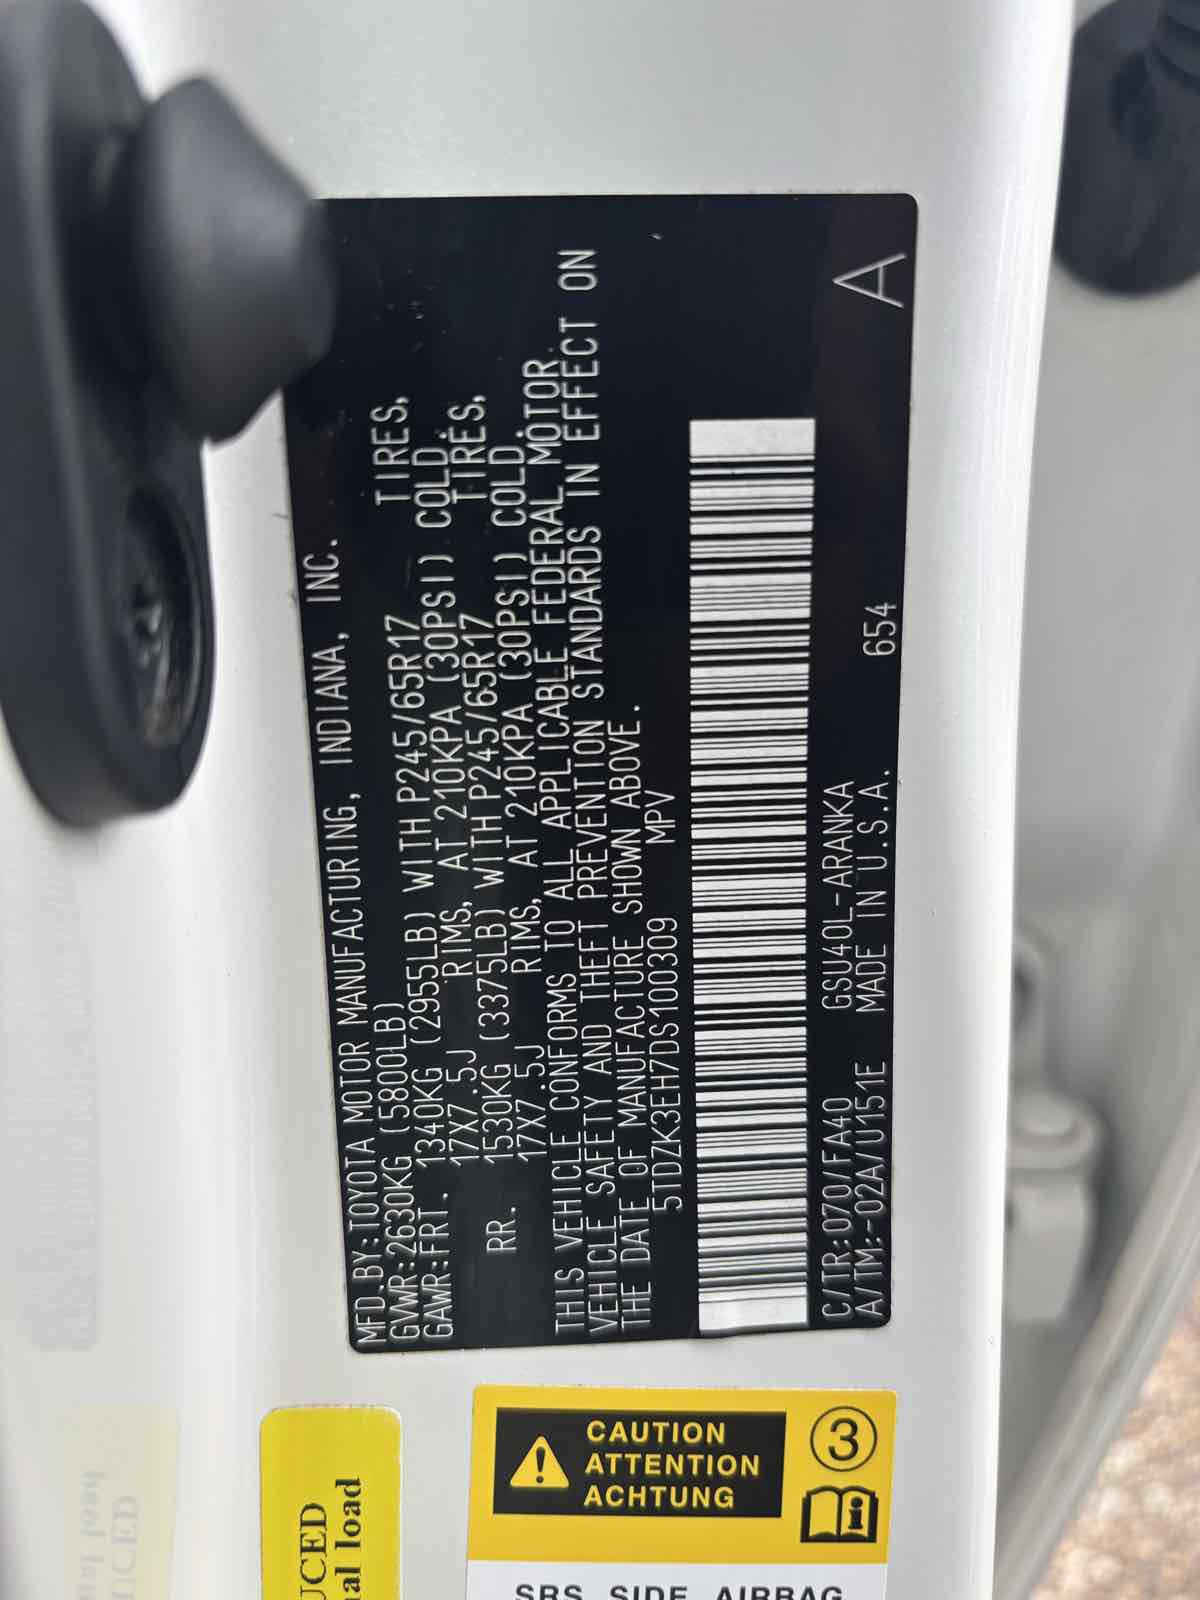 MFD.BY:TOYOTA MOTOR MANUFACTURING, INDIANA, INC.
GVWR:2630KG (5800LB)
GAWR:FRT. 1340KG (2955LB) WITH P245/65R17 TIRES,
17X7.5J RIMS, AT 210KPA (30PSI) COLD.
RR. 1530KG (3375LB) WITH P245/65R17 TIRES,
17X7.5J RIMS, AT 210KPA (30PSI) COLD.
THIS VEHICLE CONFORMS TO ALL APPLICABLE FEDERAL MOTOR
VEHICLE SAFETY AND THEFT PREVENTION STANDARDS IN EFFECT ON
THE DATE OF MANUFACTURE SHOWN ABOVE.
5TDZK3EH7DS100309 MPV
C/TR:070/FA40 GSU40L-ARANKA
A/TM:-02A/U151E MADE IN U.S.A. 654
A
UCED
al load
CAUTION
ATTENTION
ACHTUNG
3
i
SRS SIDE AIRBAG